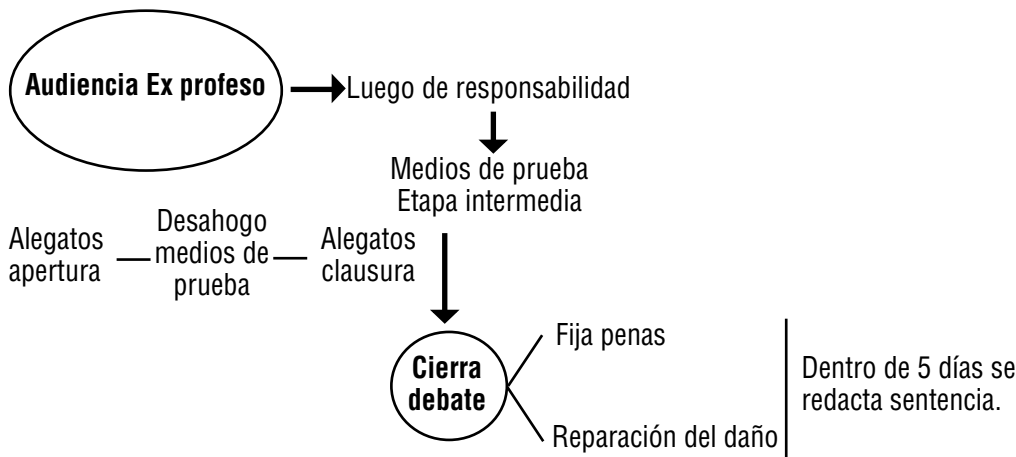 Audiencia Ex profeso
Luego de responsabilidad
Medios de prueba
Etapa intermedia
Alegatos
apertura
Desahogo
medios de
prueba
Alegatos
clausura
Cierra
debate
Fija penas
Reparación del daño
Dentro de 5 días se
redacta sentencia.